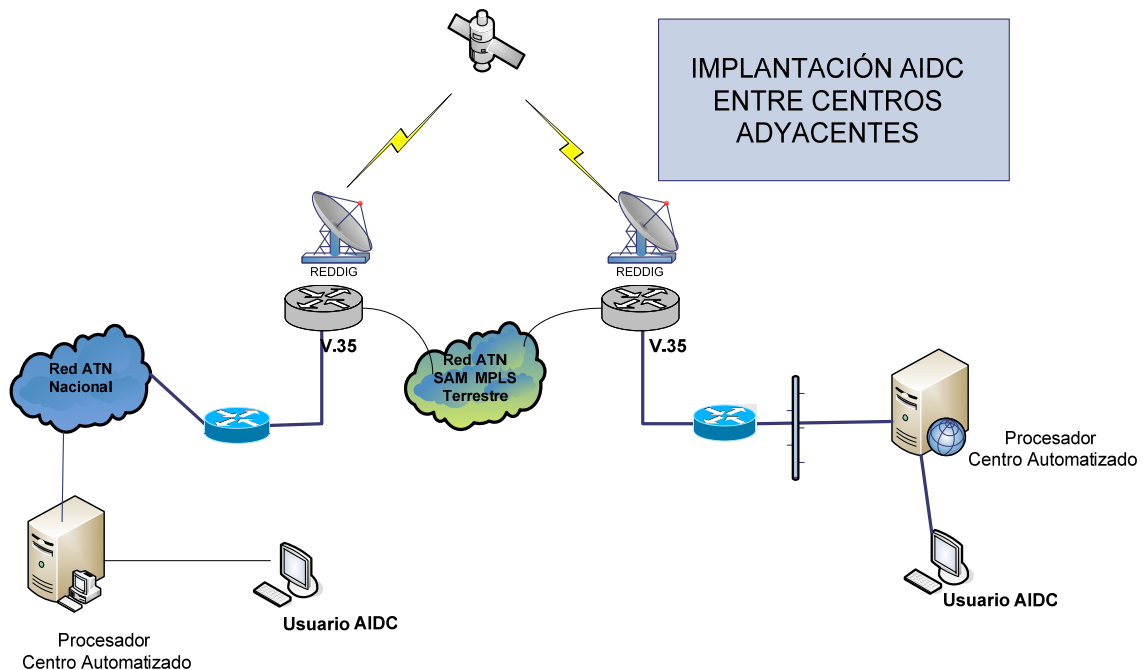 IMPLANTACIÓN AIDC
ENTRE CENTROS
ADYACENTES
REDDIG
REDDIG
V.35
V.35
Red ATN
Nacional
Red ATN
SAM MPLS
Terrestre
Procesador
Centro Automatizado
Usuario AIDC
Usuario AIDC
Procesador
Centro Automatizado